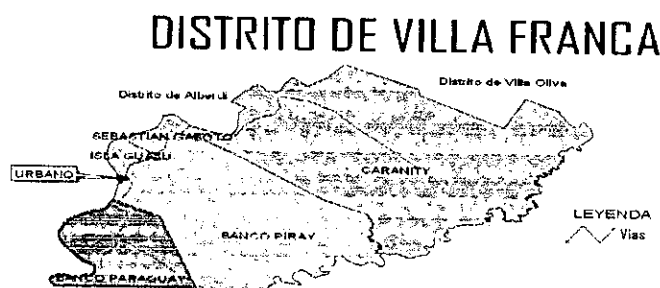 DISTRITO DE VILLA FRANCA
Distrito de Villa Oliva
Distrito de Alberdi
SEBASTIAN GABOTO
ISLA GUASU
CARANITY
URBANO
LEYENDA
Vias
BANCO PIRAY
BANCO PARAGUAY